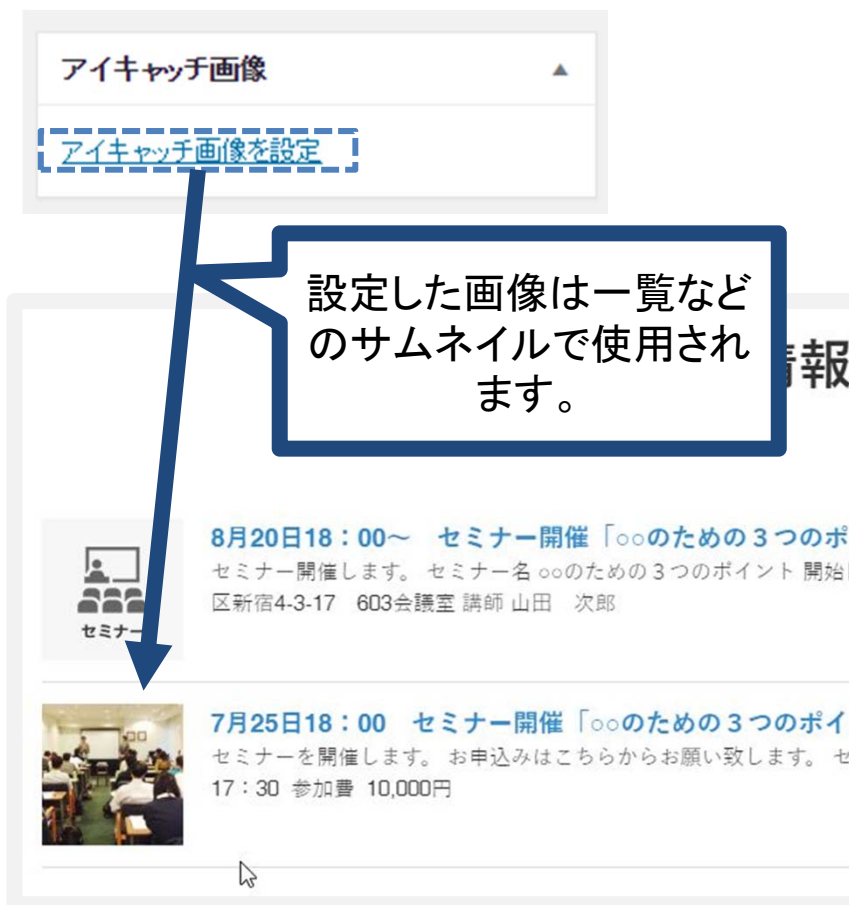 アイキャッチ画像
アイキャッチ画像を設定
設定した画像は一覧など
のサムネイルで使用され
ます。
情報
8月20日18：00～　セミナー開催「○○のための３つのポ
セミナー開催します。 セミナー名 ○○のための３つのポイント 開始
区新宿4-3-17　603会議室 講師 山田　次郎
セミナー
7月25日18：00　セミナー開催「○○のための３つのポイ
セミナーを開催します。 お申込みはこちらからお願い致します。 セ
17：30 参加費 10,000円